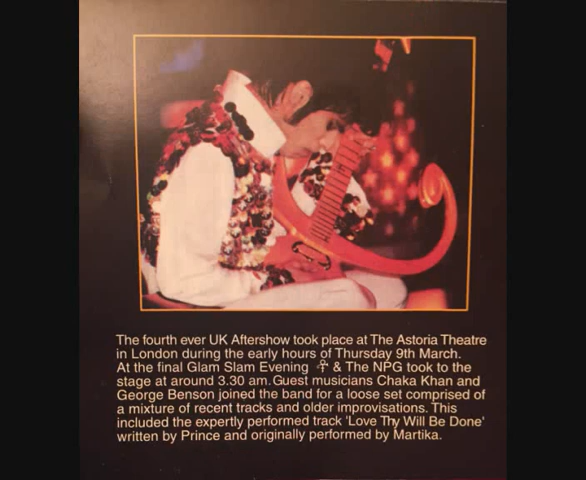 The fourth ever UK Aftershow took place at The Astoria Theatre
in London during the early hours of Thursday 9th March.
At the final Glam Slam Evening & The NPG took to the
stage at around 3.30 am. Guest musicians Chaka Khan and
George Benson joined the band for a loose set comprised of
a mixture of recent tracks and older improvisations. This
included the expertly performed track 'Love Thy Will Be Done'
written by Prince and originally performed by Martika.